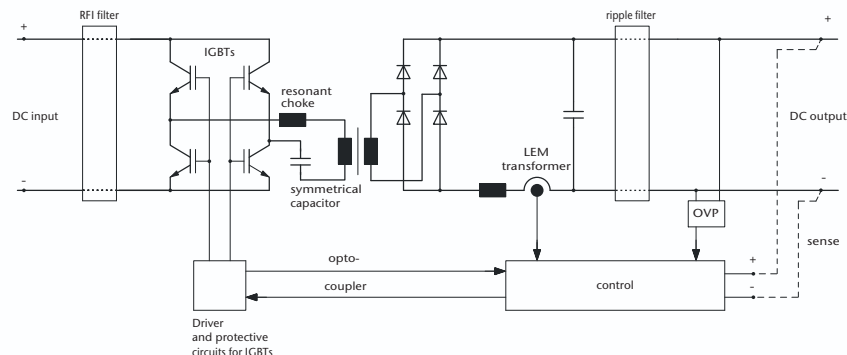 RFI filter
ripple filter
+
+
IGBTs
resonant
choke
DC input
DC output
LEM
transformer
-
-
symmetrical
capacitor
OVP
sense
opto-
+
control
coupler
-
Driver
and protective
circuits for IGBTs